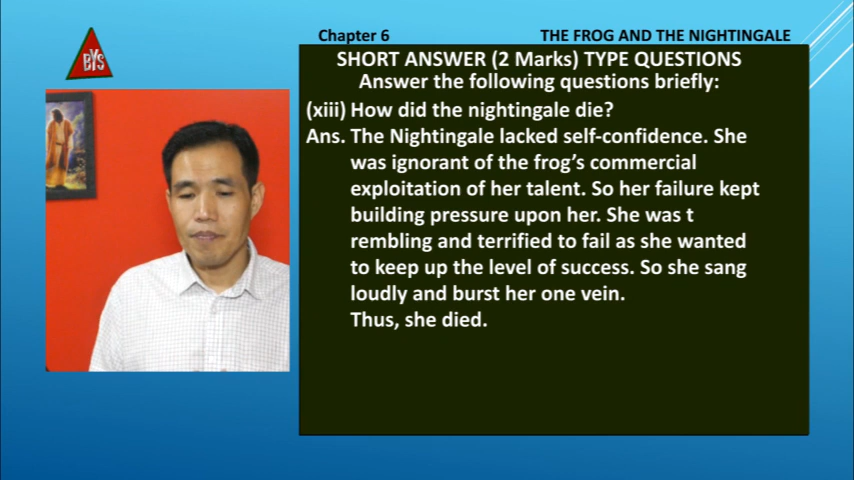 BYS
Chapter 6 THE FROG AND THE NIGHTINGALE
SHORT ANSWER (2 Marks) TYPE QUESTIONS
Answer the following questions briefly:
(xiii) How did the nightingale die?
Ans. The Nightingale lacked self-confidence. She
was ignorant of the frog’s commercial
exploitation of her talent. So her failure kept
building pressure upon her. She was t
rembling and terrified to fail as she wanted
to keep up the level of success. So she sang
loudly and burst her one vein.
Thus, she died.